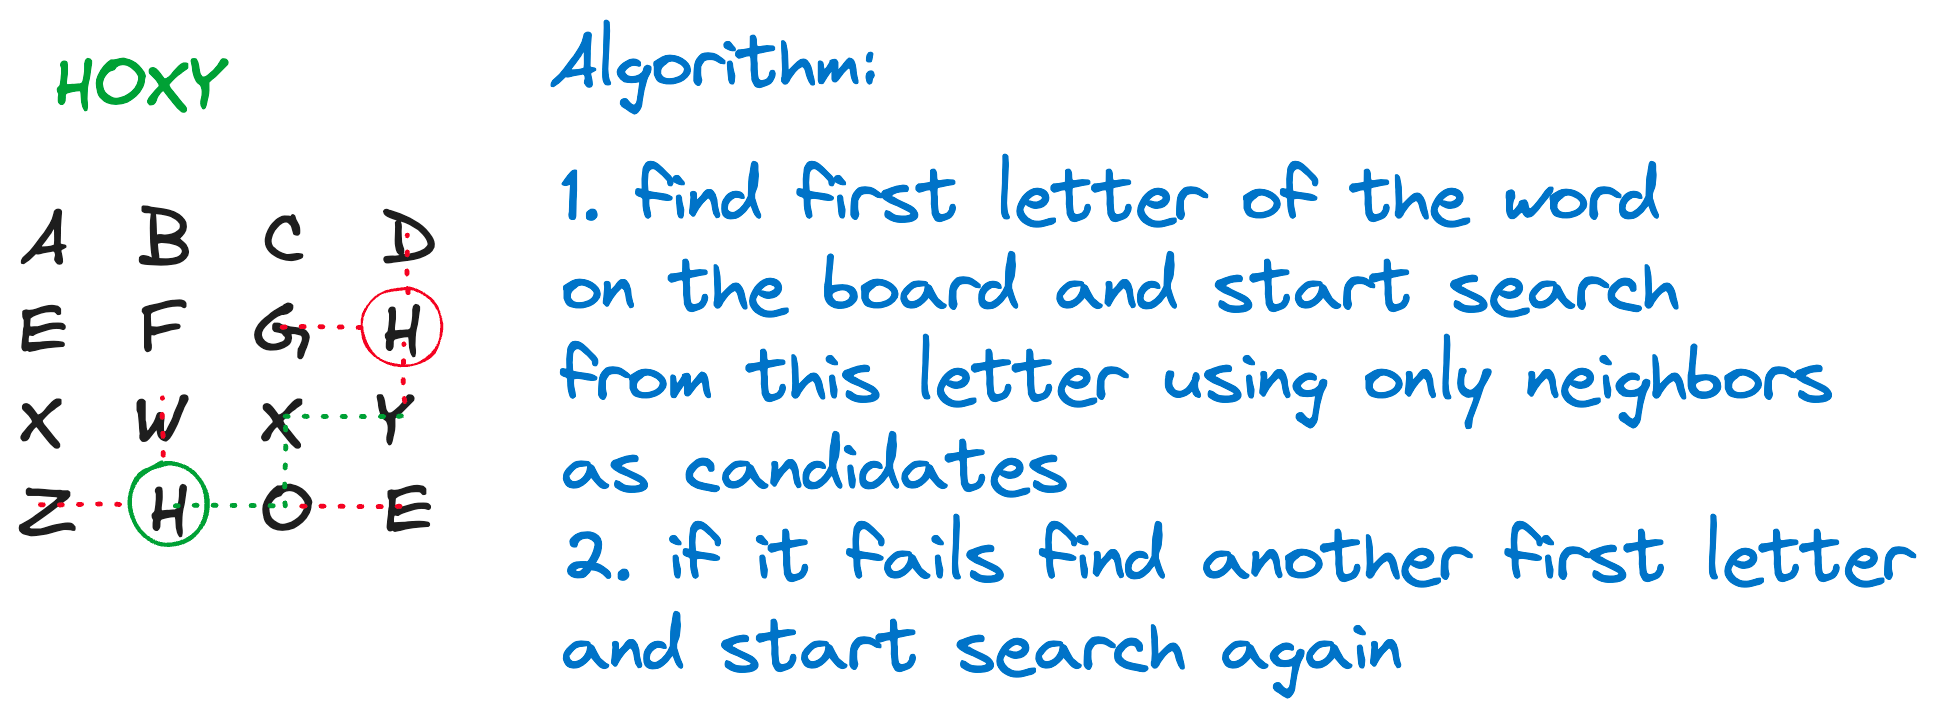 HOXY
A B C D
E F G H
X W X Y
Z H O E
Algorithm:
1. find first letter of the word
on the board and start search
from this letter using only neighbors
as candidates
2. if it fails find another first letter
and start search again